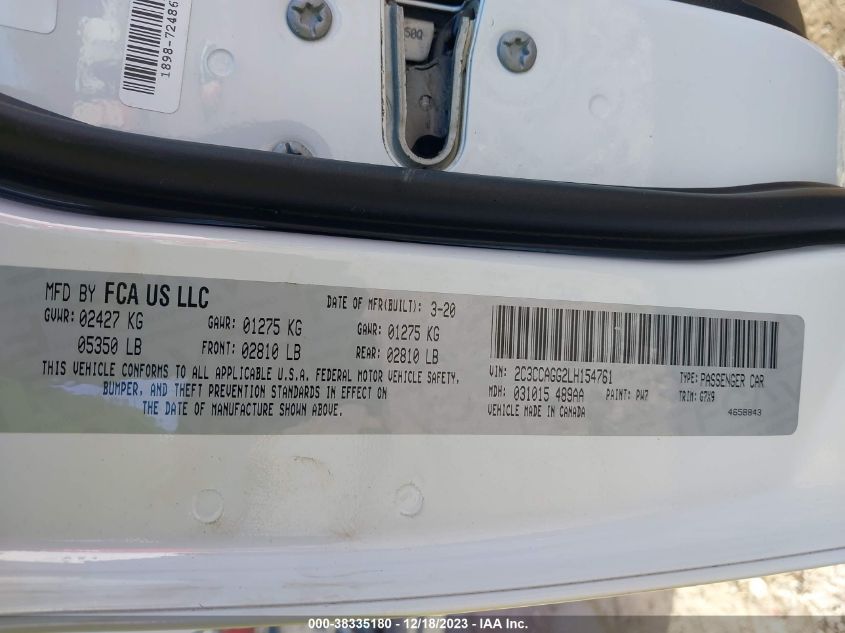 1898-72486
50Q
MFD BY FCA US LLC
DATE OF MFR(BUILT): 3-20
GVWR: 02427 KG
GAWR: 01275 KG
GAWR: 01275 KG
05350 LB
FRONT: 02810 LB
REAR: 02810 LB
THIS VEHICLE CONFORMS TO ALL APPLICABLE U.S.A. FEDERAL MOTOR VEHICLE SAFETY,
BUMPER, AND THEFT PREVENTION STANDARDS IN EFFECT ON
THE DATE OF MANUFACTURE SHOWN ABOVE.
VIN: 2C3CCAGG2LH154761
TYPE: PASSENGER CAR
MDH: 031015 489AA
PAINT: PW7
TRIM: G7X9
VEHICLE MADE IN CANADA
4658843
000-38335180 - 12/18/2023 - IAA Inc.